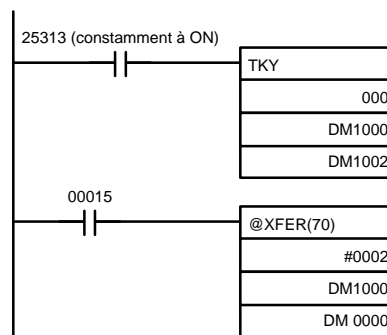 25313 (constamment à ON)
TKY
000
DM1000
DM1002
00015
@XFER(70)
#0002
DM1000
DM 0000